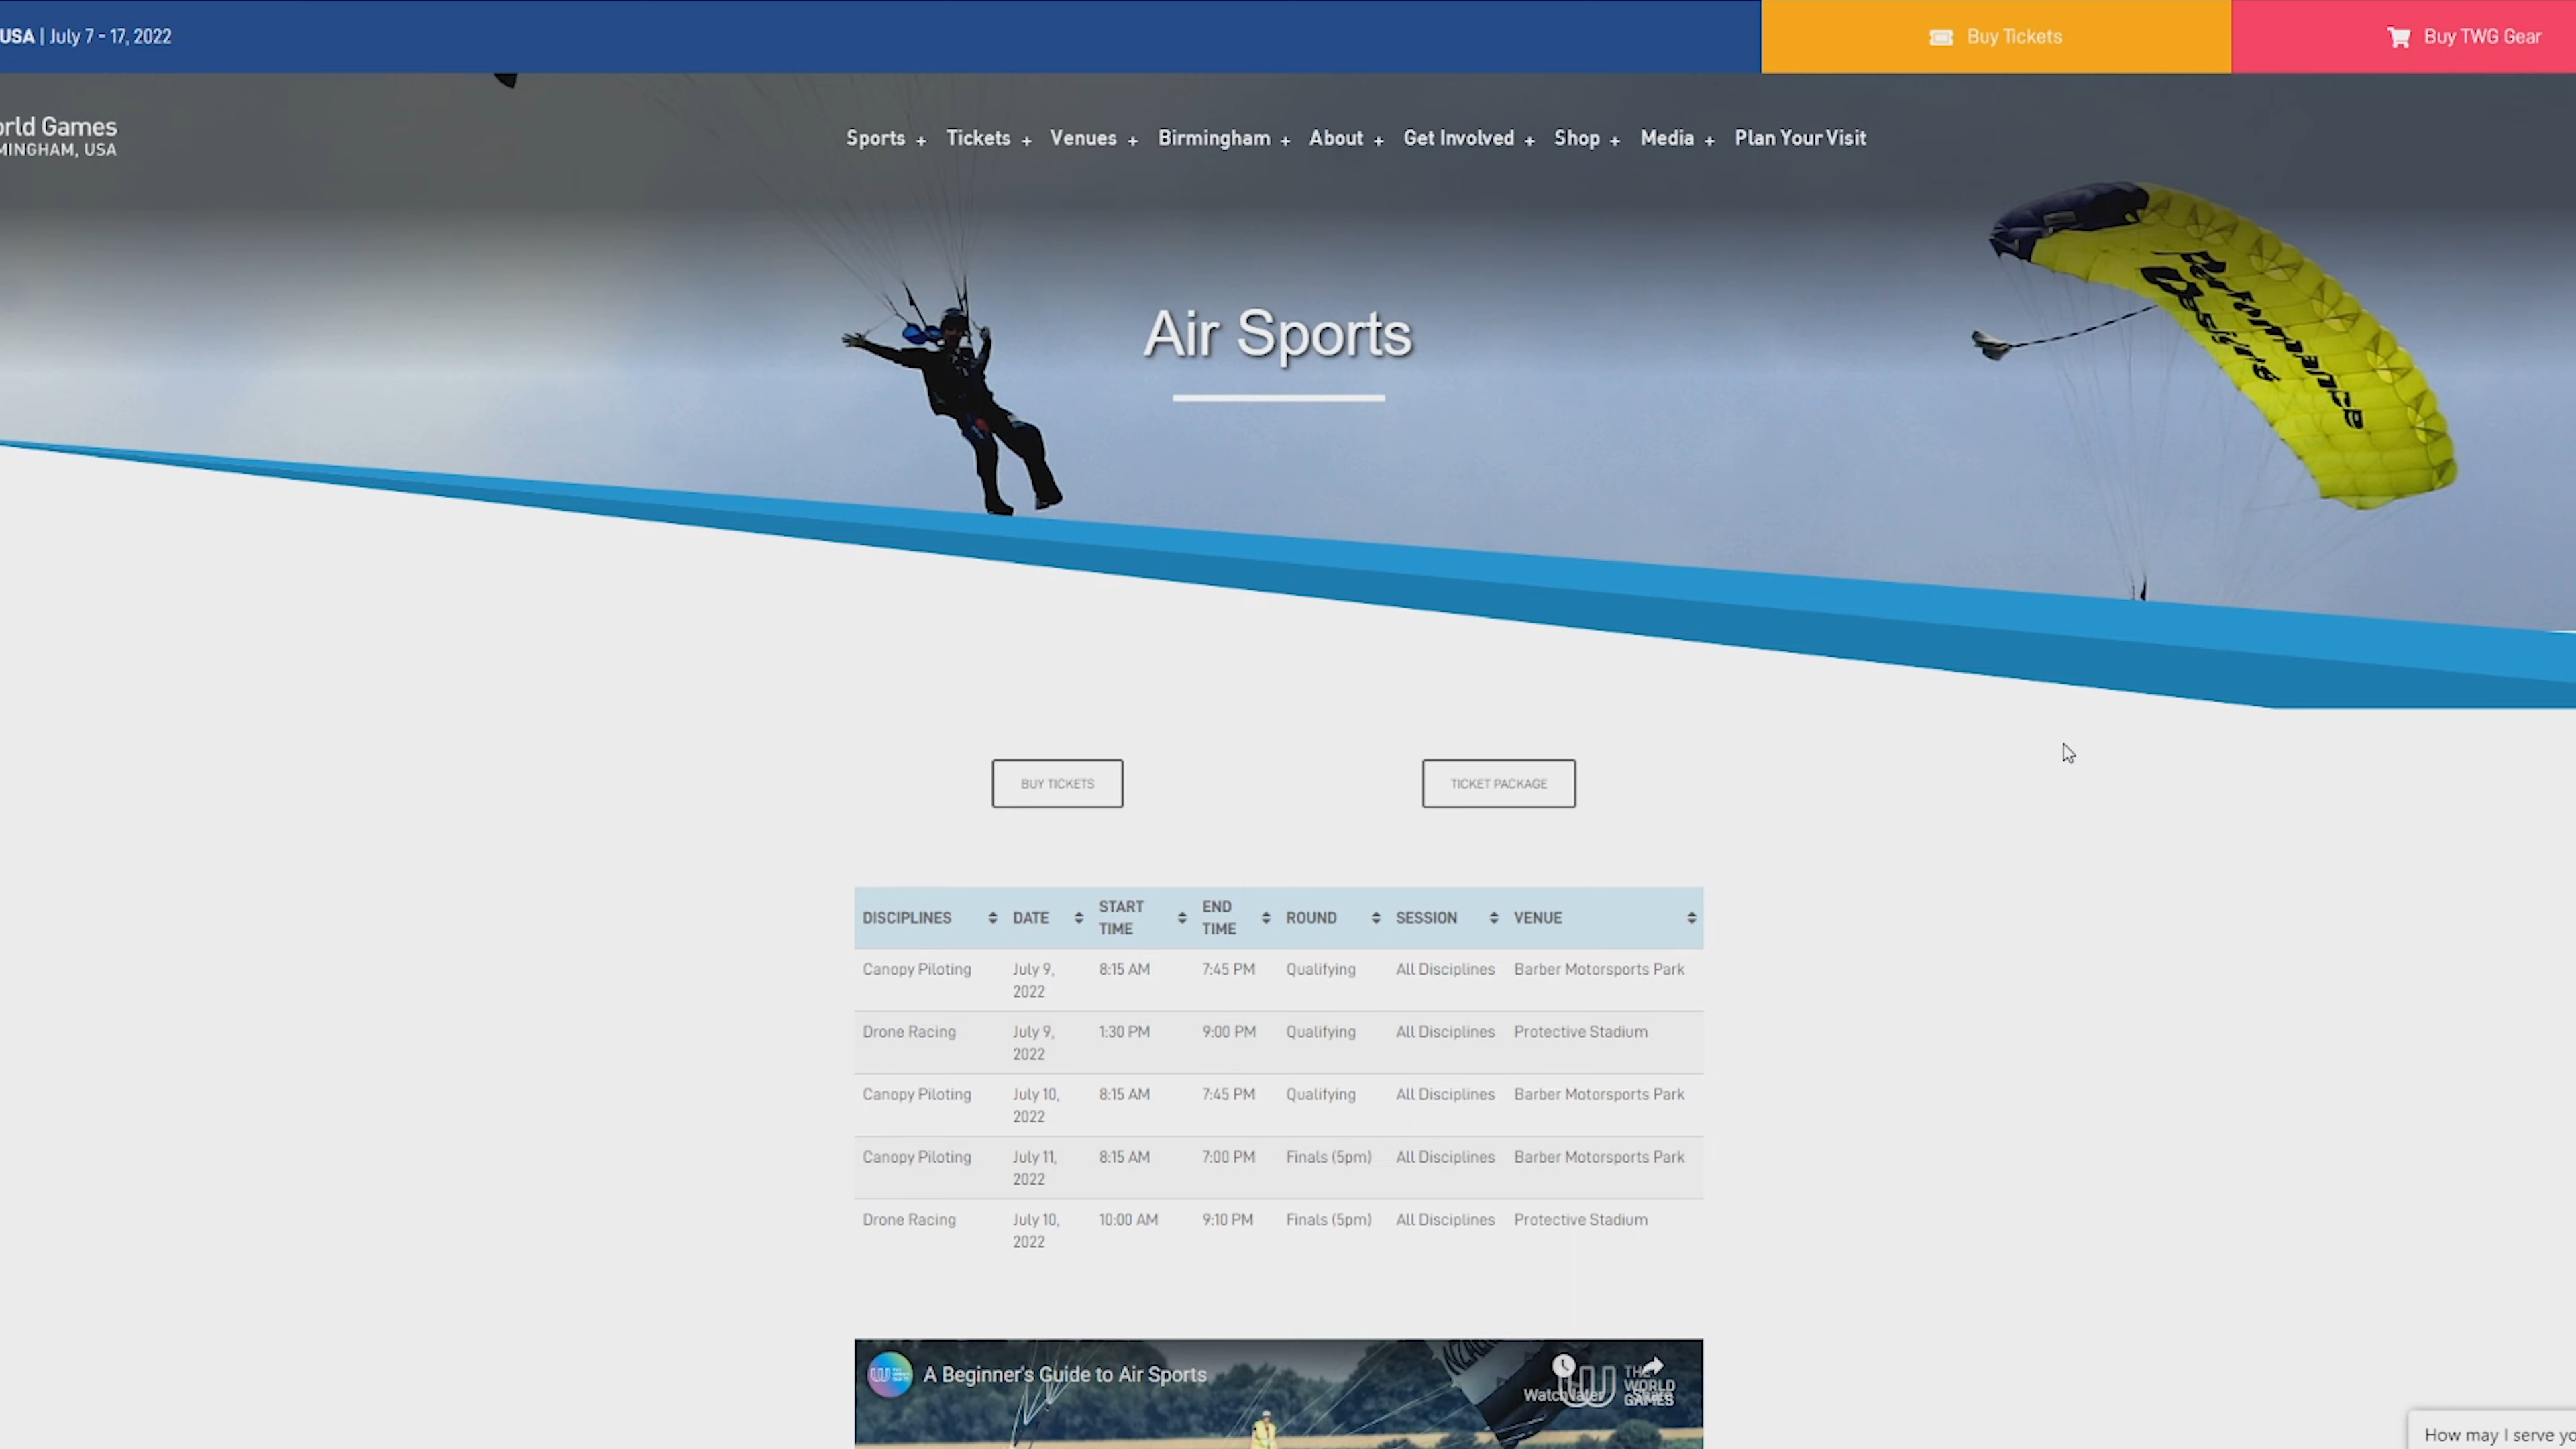 USA | July 7 - 17, 2022
Buy Tickets
Buy TWG Gear
orld Games
MINGHAM, USA
Sports + Tickets + Venues + Birmingham + About + Get Involved + Shop + Media + Plan Your Visit
Performance
Designs
Air Sports
BUY TICKETS
TICKET PACKAGE
DISCIPLINES DATE START TIME END TIME ROUND SESSION VENUE
Canopy Piloting July 9, 2022 8:15 AM 7:45 PM Qualifying All Disciplines Barber Motorsports Park
Drone Racing July 9, 2022 1:30 PM 9:00 PM Qualifying All Disciplines Protective Stadium
Canopy Piloting July 10, 2022 8:15 AM 7:45 PM Qualifying All Disciplines Barber Motorsports Park
Canopy Piloting July 11, 2022 8:15 AM 7:00 PM Finals (5pm) All Disciplines Barber Motorsports Park
Drone Racing July 10, 2022 10:00 AM 9:10 PM Finals (5pm) All Disciplines Protective Stadium
A Beginner's Guide to Air Sports
Watch later Share
THE
WORLD
GAMES
How may I serve yo